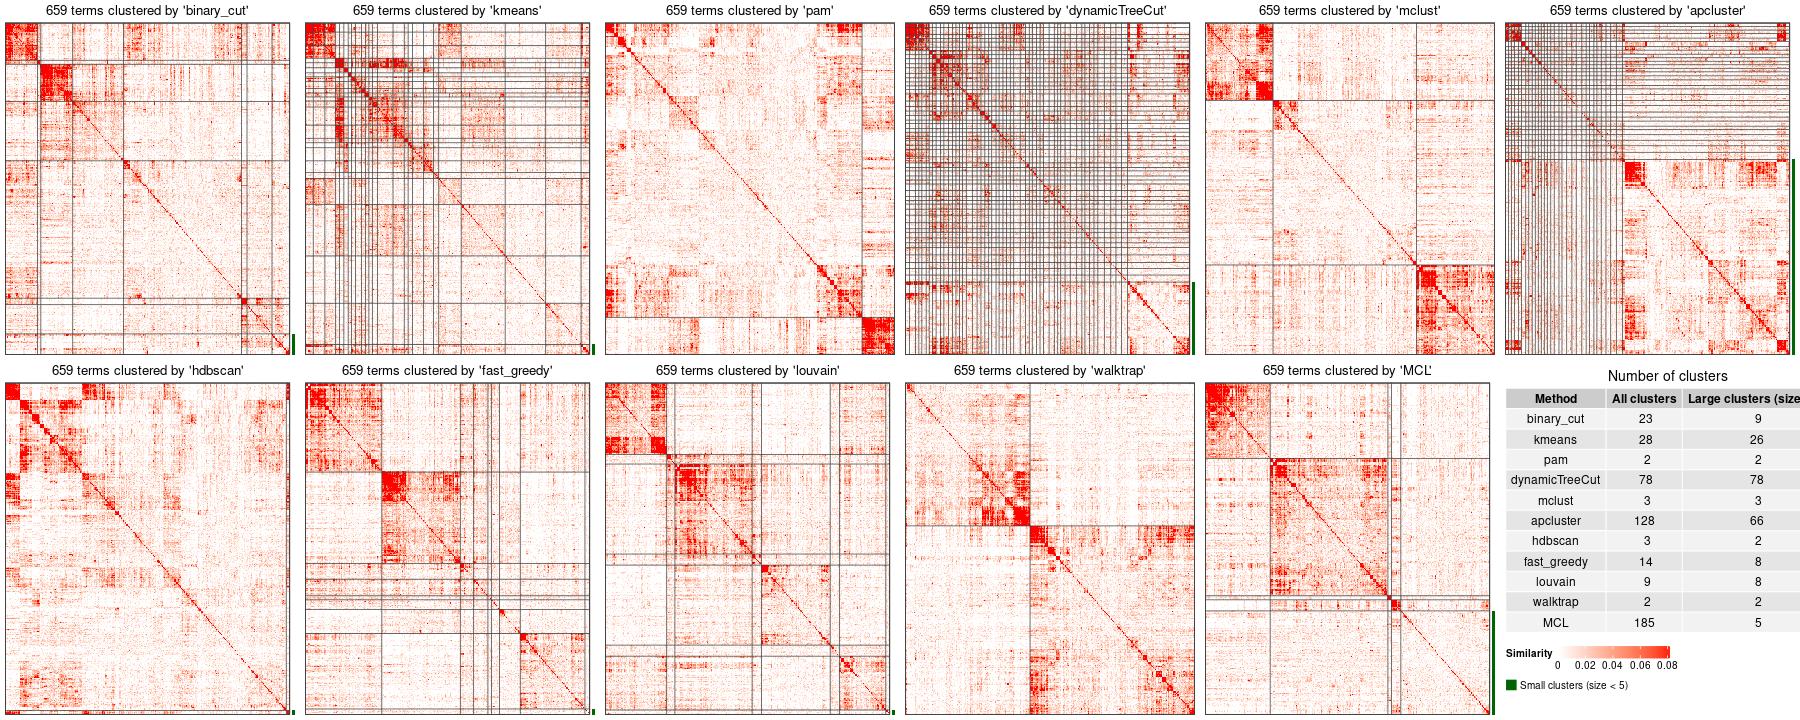 659 terms clustered by 'binary_cut'
659 terms clustered by 'kmeans'
659 terms clustered by 'pam'
659 terms clustered by 'dynamicTreeCut'
659 terms clustered by 'mclust'
659 terms clustered by 'apcluster'
659 terms clustered by 'hdbscan'
659 terms clustered by 'fast_greedy'
659 terms clustered by 'louvain'
659 terms clustered by 'walktrap'
659 terms clustered by 'MCL'
Number of clusters
Method All clusters Large clusters (size
binary_cut 23 9
kmeans 28 26
pam 2 2
dynamicTreeCut 78 78
mclust 3 3
apcluster 128 66
hdbscan 3 2
fast_greedy 14 8
louvain 9 8
walktrap 2 2
MCL 185 5
Similarity
0 0.02 0.04 0.06 0.08
Small clusters (size < 5)